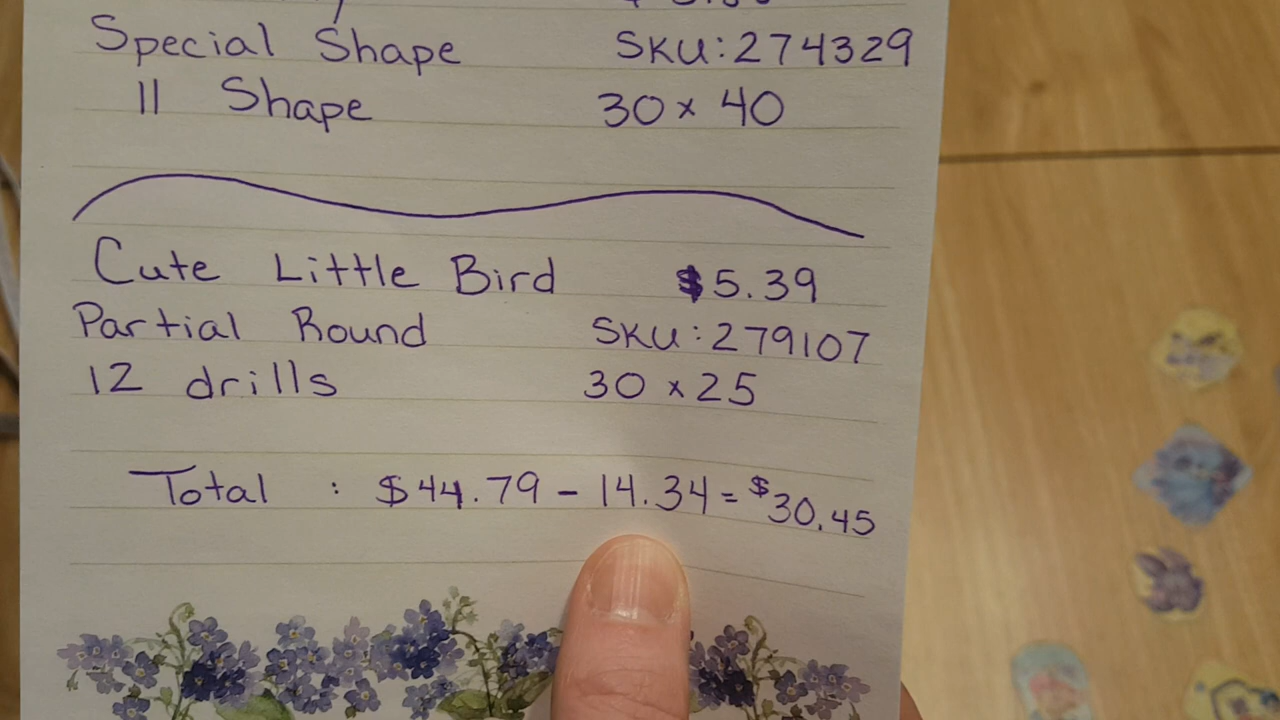 Special Shape SKU:274329
11 Shape 30 x 40
Cute Little Bird $5.39
Partial Round SKU:279107
12 drills 30 x 25
Total : $44.79 - 14.34 = $30.45